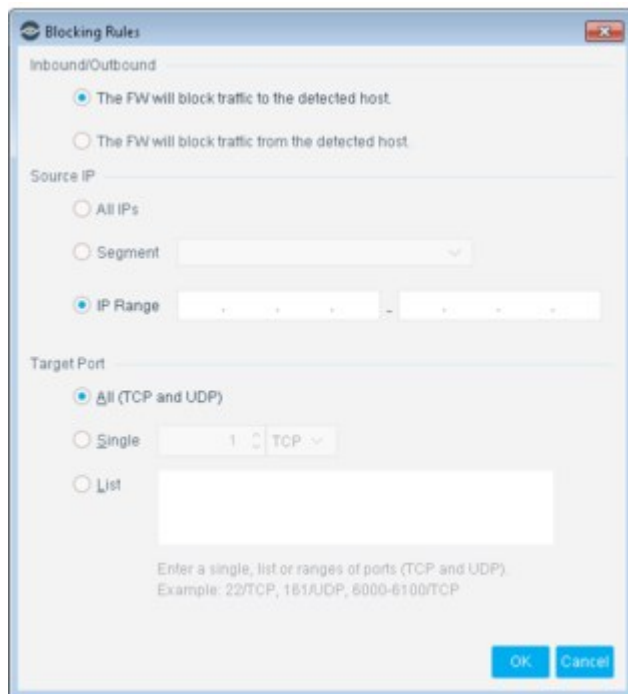 Blocking Rules
Inbound/Outbound
The FW will block traffic to the detected host.
The FW will block traffic from the detected host.
Source IP
All IPs
Segment
IP Range . . . - . . .
Target Port
All (TCP and UDP)
Single 1 TCP
List
Enter a single, list or ranges of ports (TCP and UDP).
Example: 22/TCP, 161/UDP, 6000-6100/TCP
OK Cancel